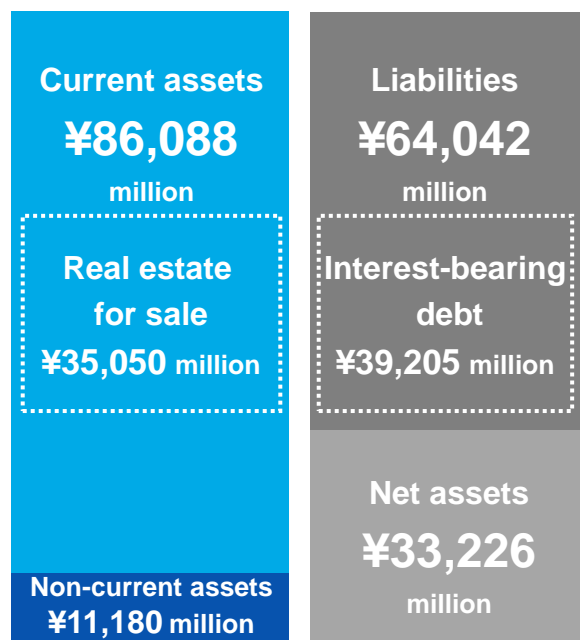 Current assets
¥86,088
million
Real estate
for sale
¥35,050 million
Non-current assets
¥11,180 million
Liabilities
¥64,042
million
Interest-bearing
debt
¥39,205 million
Net assets
¥33,226
million